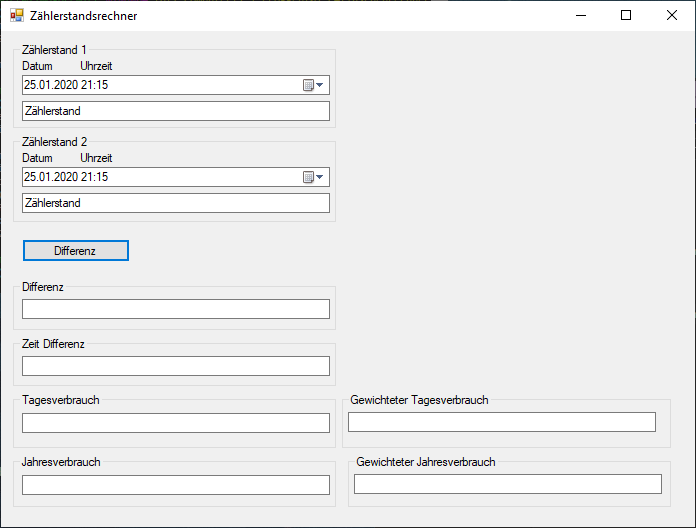 Zählerstandsrechner
Zählerstand 1
Datum Uhrzeit
25.01.2020 21:15
Zählerstand
Zählerstand 2
Datum Uhrzeit
25.01.2020 21:15
Zählerstand
Differenz
Differenz
Zeit Differenz
Tagesverbrauch Gewichteter Tagesverbrauch
Jahresverbrauch Gewichteter Jahresverbrauch